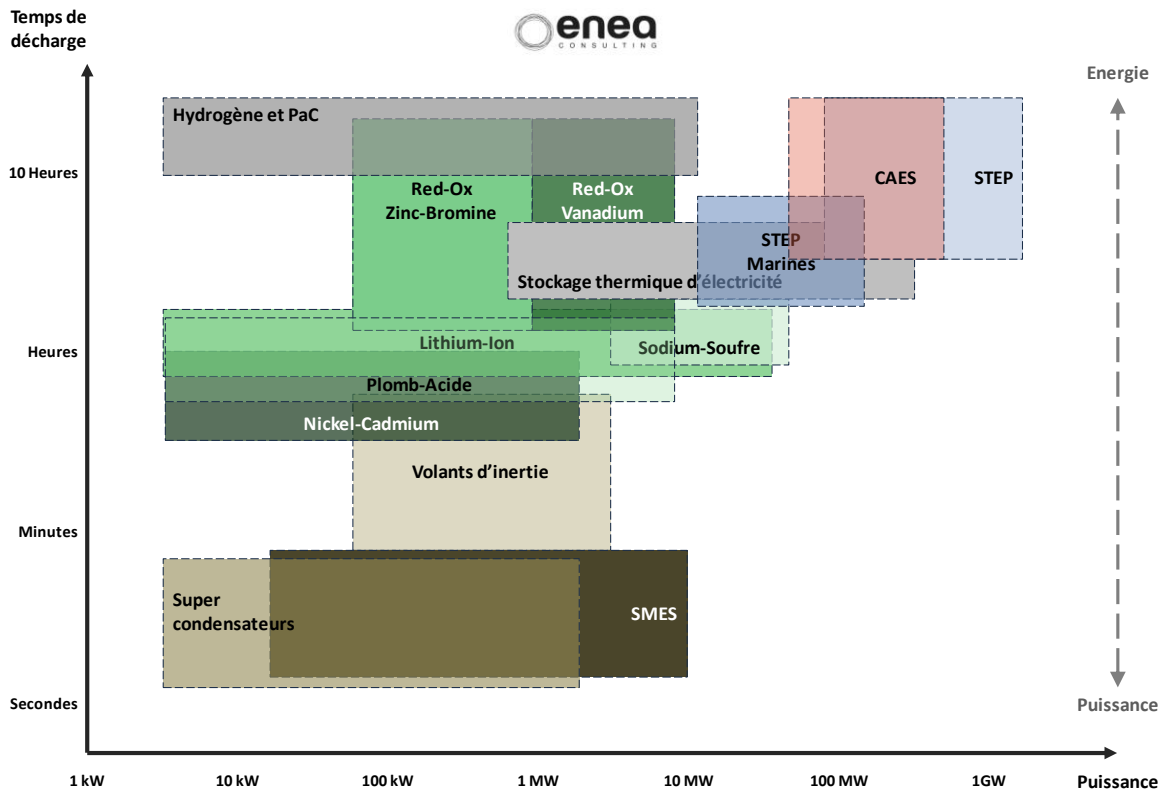 Temps de
décharge
enea
CONSULTING
Energie
Hydrogène et PaC
10 Heures
Red-Ox
Zinc-Bromine
Red-Ox
Vanadium
CAES
STEP
STEP
Marines
Stockage thermique d'électricité
Heures
Lithium-Ion
Sodium-Soufre
Plomb-Acide
Nickel-Cadmium
Volants d'inertie
Minutes
Super
condensateurs
SMES
Secondes
Puissance
1 kW
10 kW
100 kW
1 MW
10 MW
100 MW
1GW
Puissance